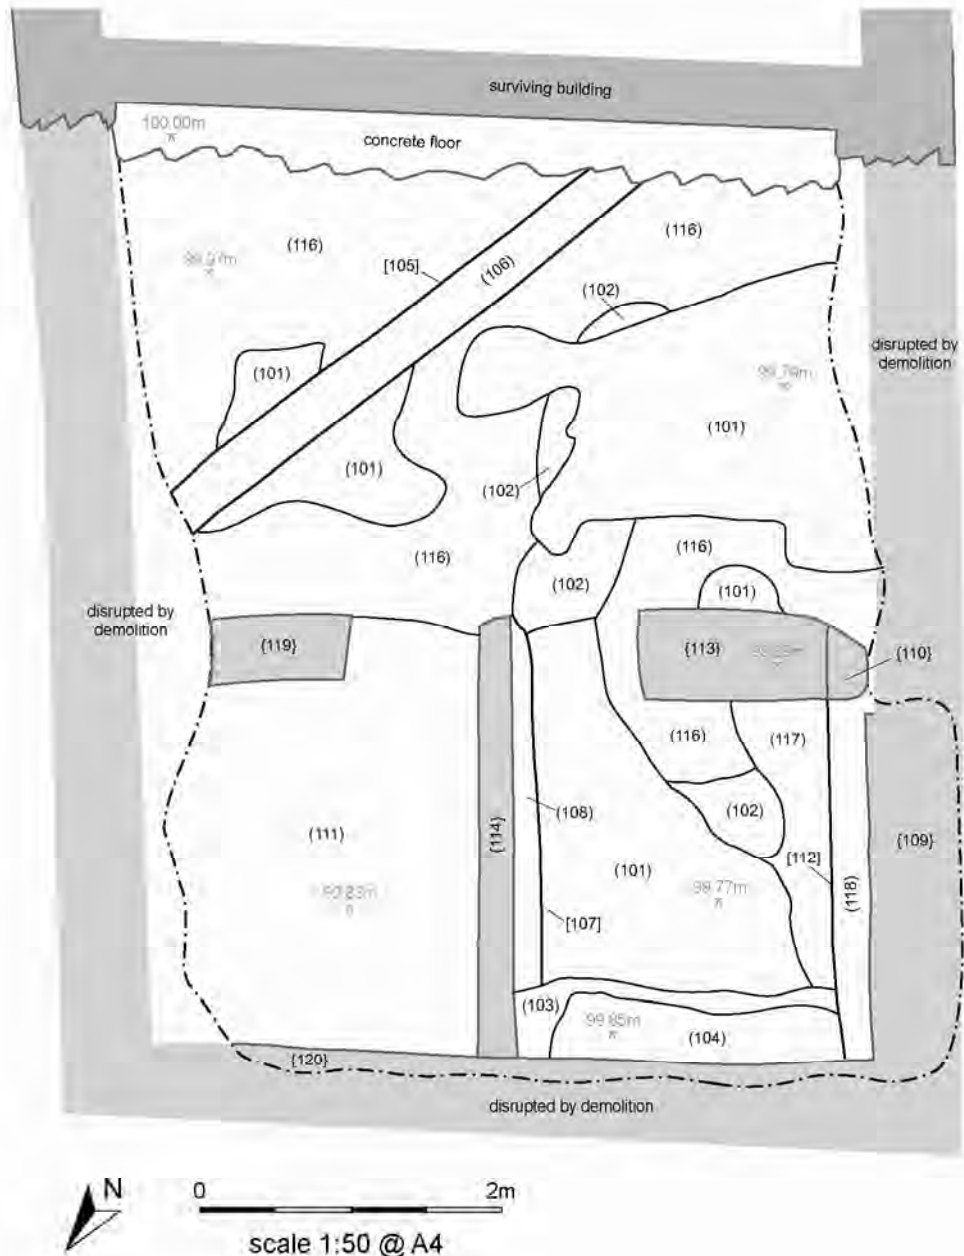 surviving building
100.00m
concrete floor
(116)
(116)
[105]
(106)
(102)
disrupted by
demolition
(101)
99.79m
(101)
(101)
(102)
(116)
(116)
(102)
(101)
disrupted by
demolition
{119}
{113}
{110}
(116)
(117)
(108)
(102)
(111)
{114}
{109}
[112]
(101)
99.77m
(118)
[107]
(103)
99.85m
(104)
{120}
disrupted by demolition
N
0
2m
scale 1:50 @ A4